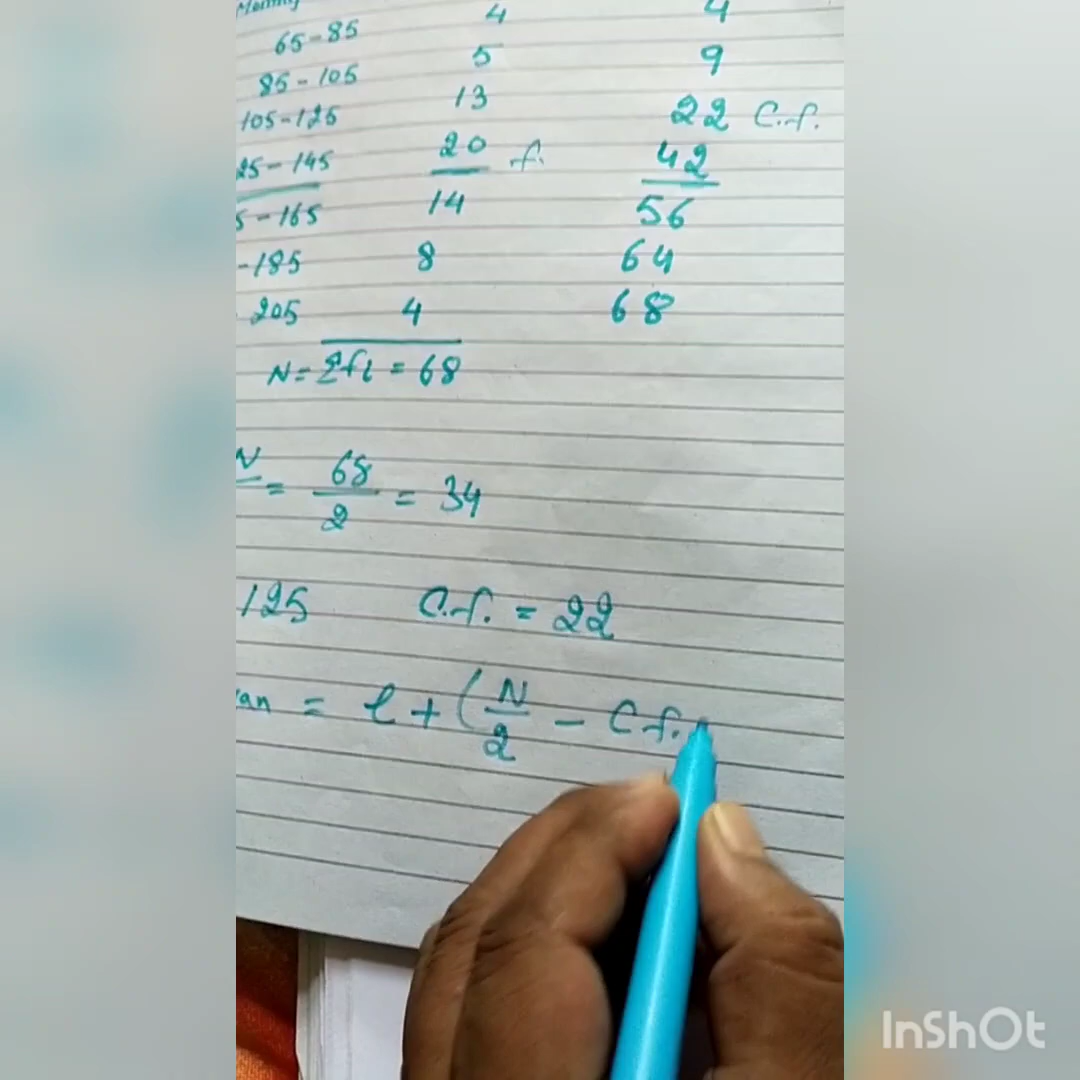 65-85 4 4
85-105 5 9
105-125 13 22 C.f.
25-145 20 f. 42
5-165 14 56
-185 8 64
205 4 68
N = Σfi = 68
N = 68/2 = 34
125 C.f. = 22
an = l + (N/2 - C.f.
InShOt